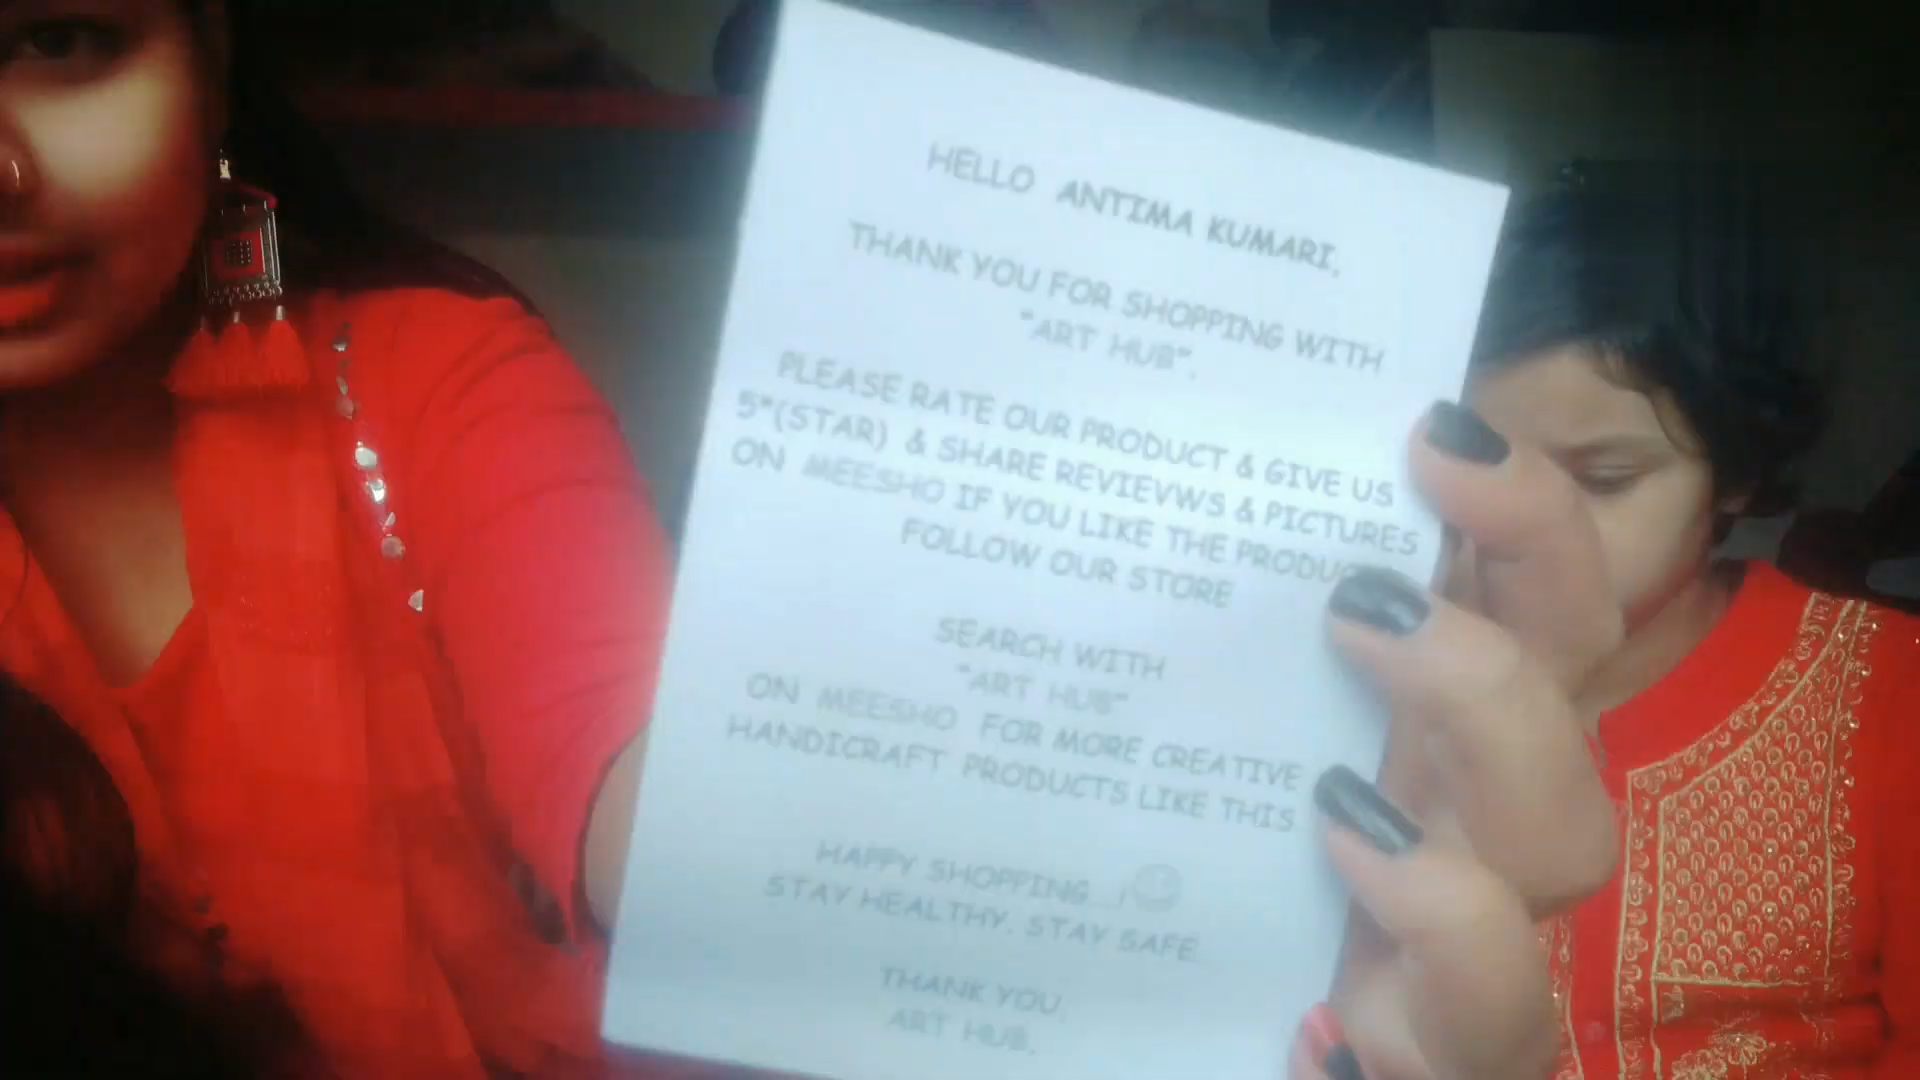 HELLO ANTIMA KUMARI,
THANK YOU FOR SHOPPING WITH
"ART HUB".
PLEASE RATE OUR PRODUCT & GIVE US
5*(STAR) & SHARE REVIEVWS & PICTURES
ON MEESHO IF YOU LIKE THE
FOLLOW OUR STORE
SEARCH WITH
"ART HUB"
ON MEESHO FOR MORE CREATIVE
HANDICRAFT PRODUCTS LIKE THIS
HAPPY SHOPPING...!
STAY HEALTHY, STAY SAFE.
THANK YOU,
ART HUB.